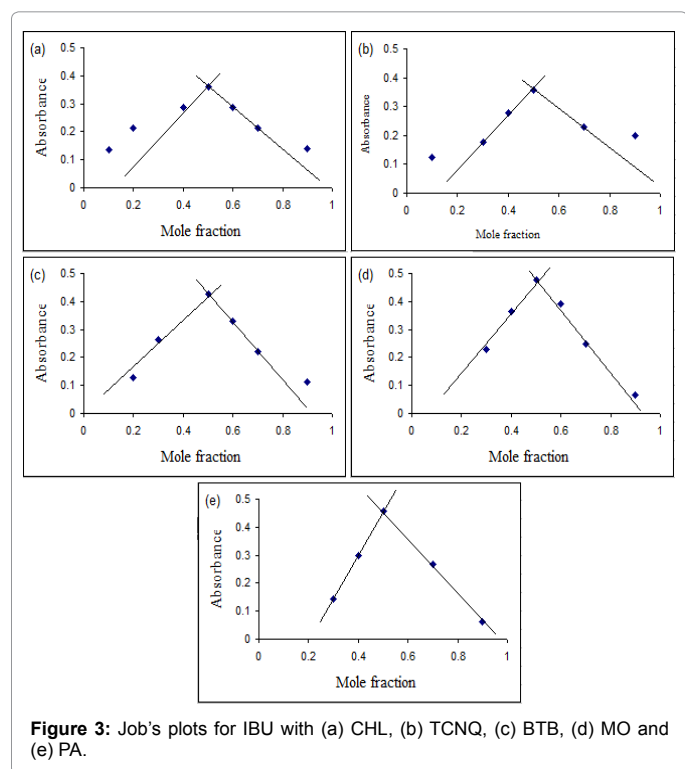 (a)
0.5
0.4
0.3
0.2
0.1
0
Absorbance
0 0.2 0.4 0.6 0.8 1
Mole fraction
(b)
0.5
0.4
0.3
0.2
0.1
0
Absorbance
0 0.2 0.4 0.6 0.8 1
Mole fraction
(c)
0.5
0.4
0.3
0.2
0.1
0
Absorbance
0 0.2 0.4 0.6 0.8 1
Mole fraction
(d)
0.5
0.4
0.3
0.2
0.1
0
Absorbance
0 0.2 0.4 0.6 0.8 1
Mole fraction
(e)
0.5
0.4
0.3
0.2
0.1
0
Absorbance
0 0.2 0.4 0.6 0.8 1
Mole fraction
Figure 3: Job's plots for IBU with (a) CHL, (b) TCNQ, (c) BTB, (d) MO and
(e) PA.